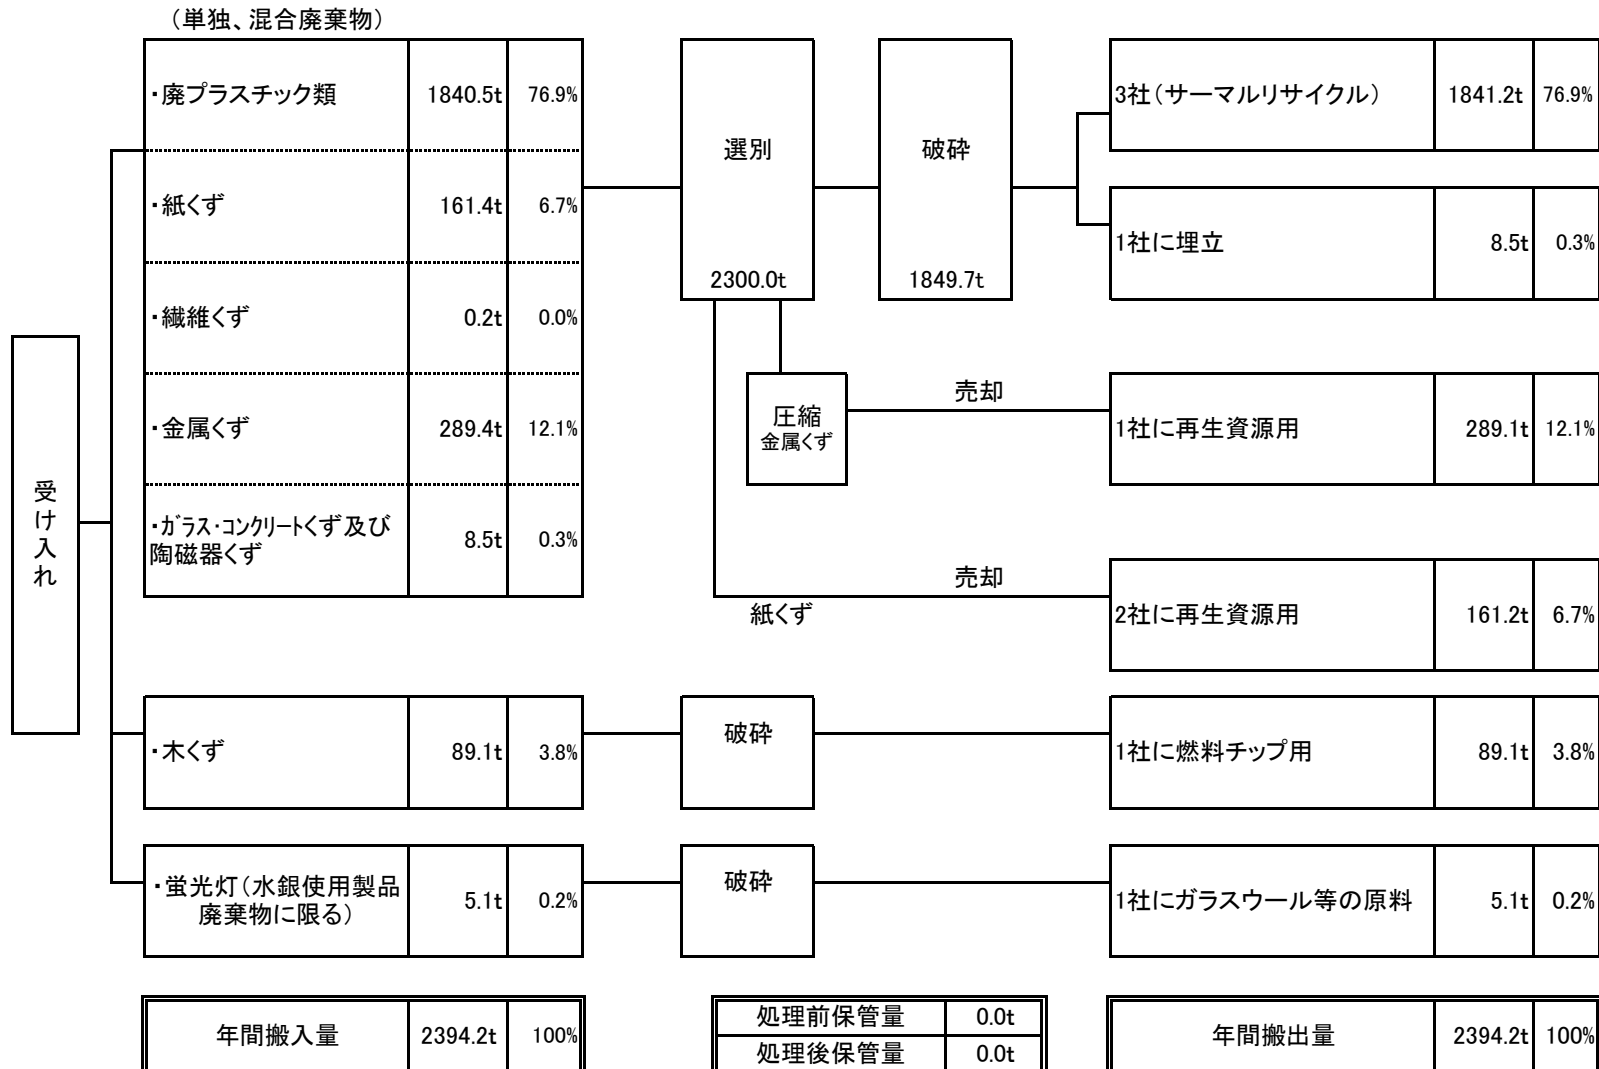 （単独、混合廃棄物）
・廃プラスチック類 1840.5t 76.9%
・紙くず 161.4t 6.7%
・繊維くず 0.2t 0.0%
・金属くず 289.4t 12.1%
・ガラス・コンクリートくず及び
陶磁器くず 8.5t 0.3%
受け入れ
選別
2300.0t
破砕
1849.7t
3社（サーマルリサイクル） 1841.2t 76.9%
1社に埋立 8.5t 0.3%
圧縮
金属くず
売却
1社に再生資源用 289.1t 12.1%
売却
紙くず
2社に再生資源用 161.2t 6.7%
・木くず 89.1t 3.8%
破砕
1社に燃料チップ用 89.1t 3.8%
・蛍光灯（水銀使用製品
廃棄物に限る） 5.1t 0.2%
破砕
1社にガラスウール等の原料 5.1t 0.2%
年間搬入量 2394.2t 100%
処理前保管量 0.0t
処理後保管量 0.0t
年間搬出量 2394.2t 100%